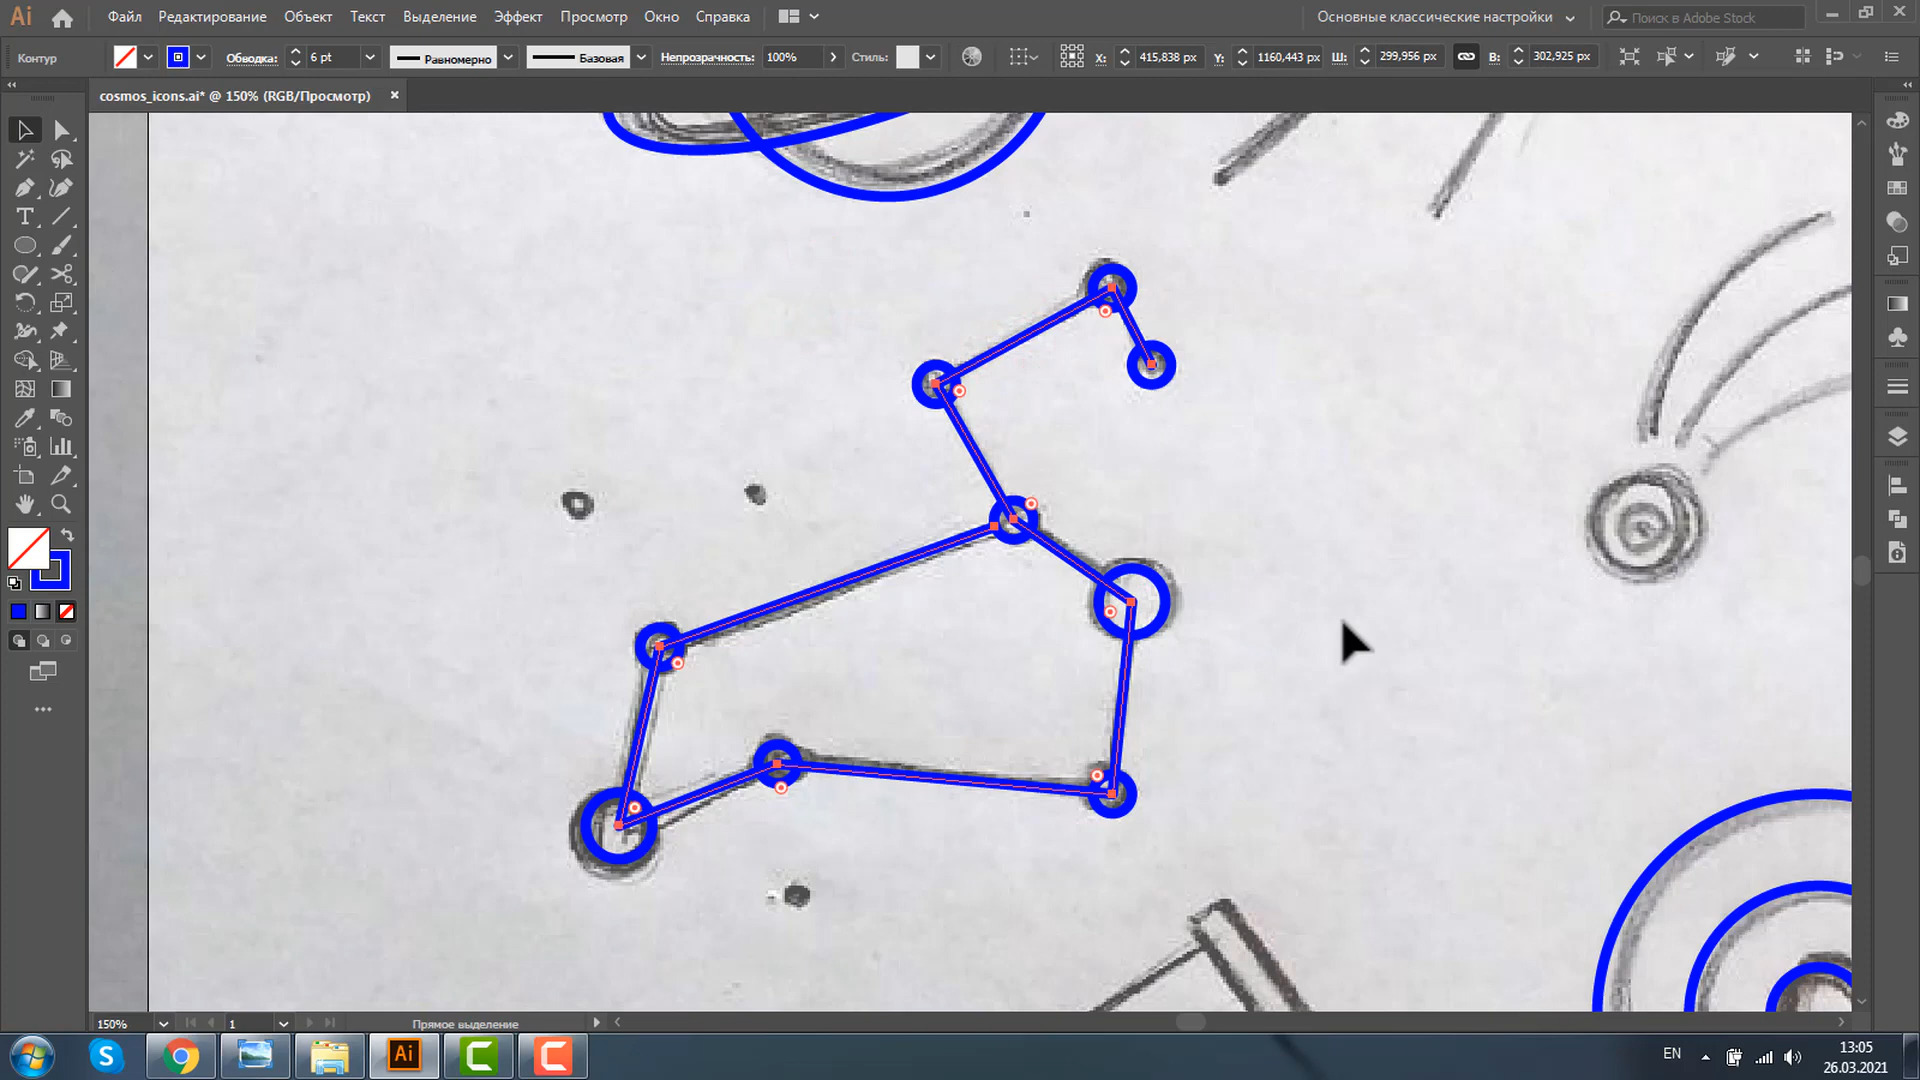 Ai Файл Редактирование Объект Текст Выделение Эффект Просмотр Окно Справка Основные классические настройки Поиск в Adobe Stock
Контур Обводка: 6 pt Равномерно Базовая Непрозрачность: 100% Стиль: X: 415,838 px Y: 1160,443 px Ш: 299,956 px В: 302,925 px
cosmos_icons.ai* @ 150% (RGB/Просмотр)
150% 1 Прямое выделение
Ai EN 13:05
26.03.2021